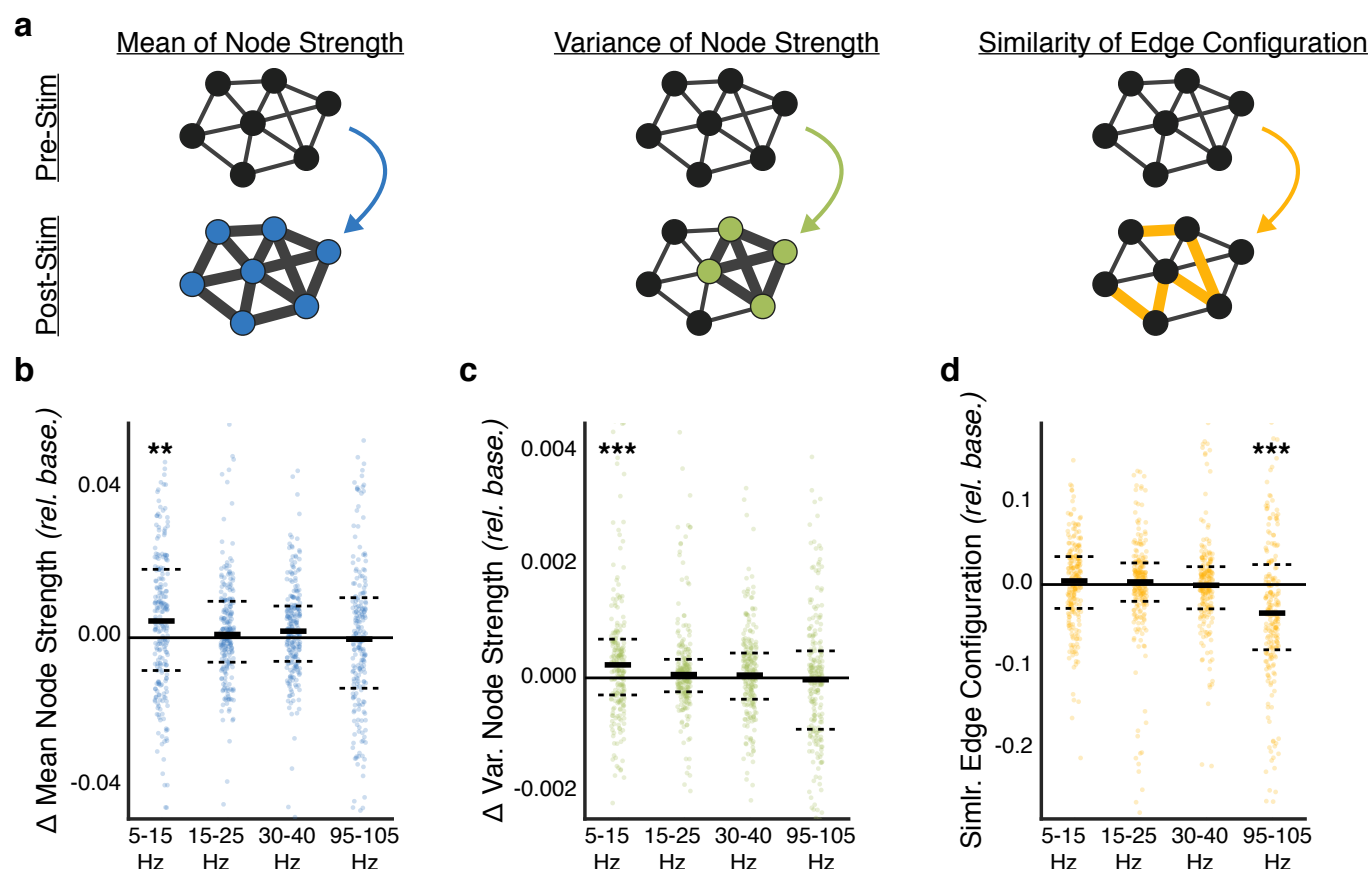 a
Mean of Node Strength
Variance of Node Strength
Similarity of Edge Configuration
Pre-Stim
Post-Stim
b
Δ Mean Node Strength (rel. base.)
0.04
0.00
-0.04
**
5-15 Hz
15-25 Hz
30-40 Hz
95-105 Hz
c
Δ Var. Node Strength (rel. base.)
0.004
0.002
0.000
-0.002
***
5-15 Hz
15-25 Hz
30-40 Hz
95-105 Hz
d
Simlr. Edge Configuration (rel. base.)
0.1
0.0
-0.1
-0.2
***
5-15 Hz
15-25 Hz
30-40 Hz
95-105 Hz